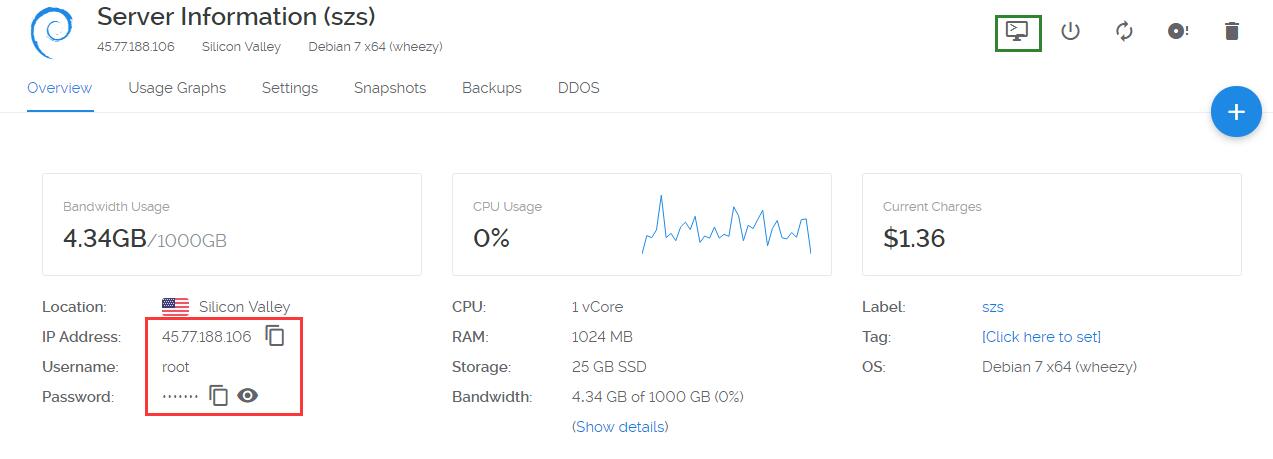 Server Information (szs)
45.77.188.106 Silicon Valley Debian 7 x64 (wheezy)
Overview Usage Graphs Settings Snapshots Backups DDOS
Bandwidth Usage
4.34GB/1000GB
CPU Usage
0%
Current Charges
$1.36
Location: Silicon Valley
IP Address: 45.77.188.106
Username: root
Password: ·······
CPU: 1 vCore
RAM: 1024 MB
Storage: 25 GB SSD
Bandwidth: 4.34 GB of 1000 GB (0%)
(Show details)
Label: szs
Tag: [Click here to set]
OS: Debian 7 x64 (wheezy)